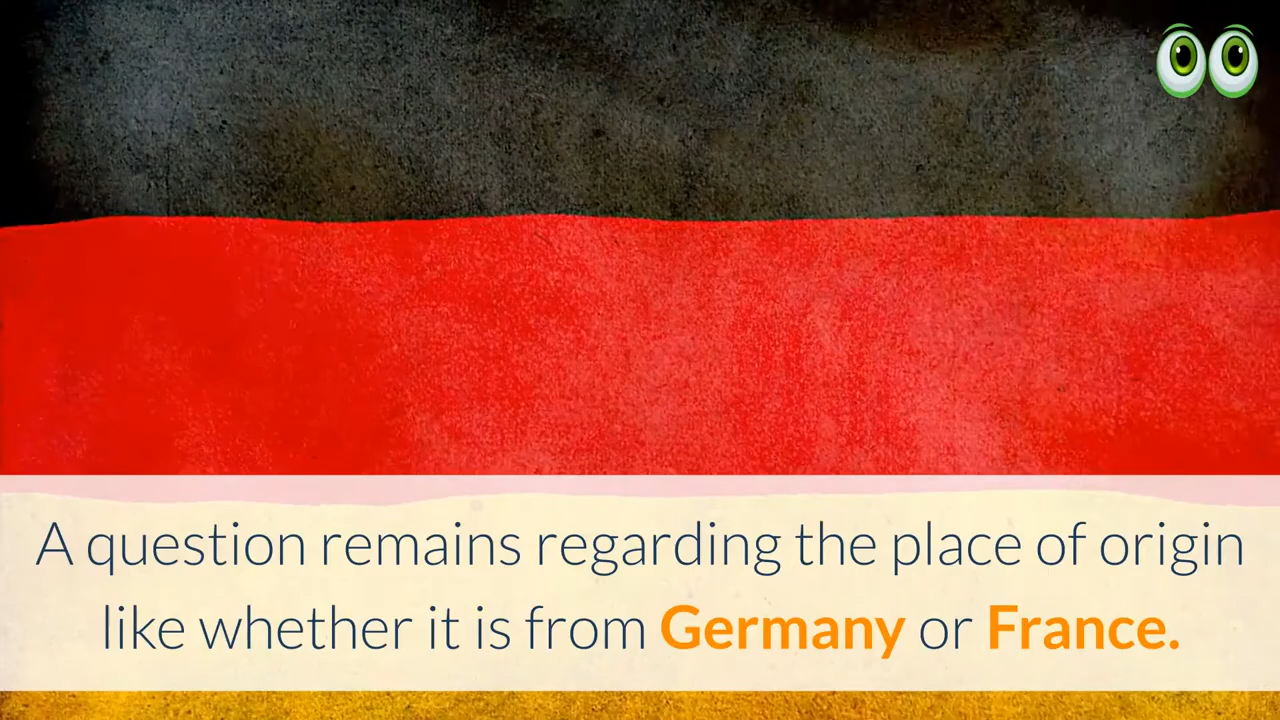 A question remains regarding the place of origin
like whether it is from Germany or France.